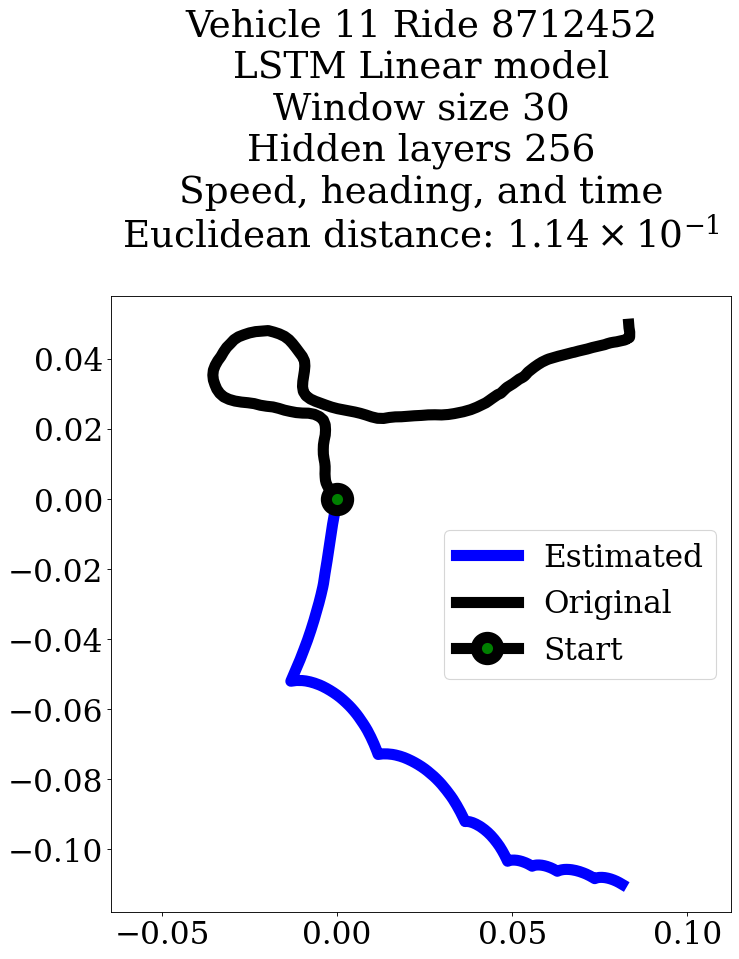 Vehicle 11 Ride 8712452
LSTM Linear model
Window size 30
Hidden layers 256
Speed, heading, and time
Euclidean distance: 1.14 × 10⁻¹
0.04
0.02
0.00
−0.02
−0.04
−0.06
−0.08
−0.10
Estimated
Original
Start
−0.05 0.00 0.05 0.10